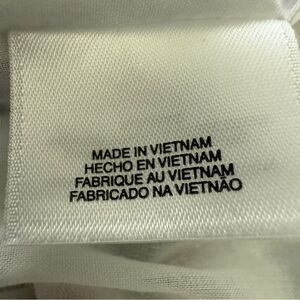 MADE IN VIETNAM
HECHO EN VIETNAM
FABRIQUE AU VIETNAM
FABRICADO NA VIETNÃO